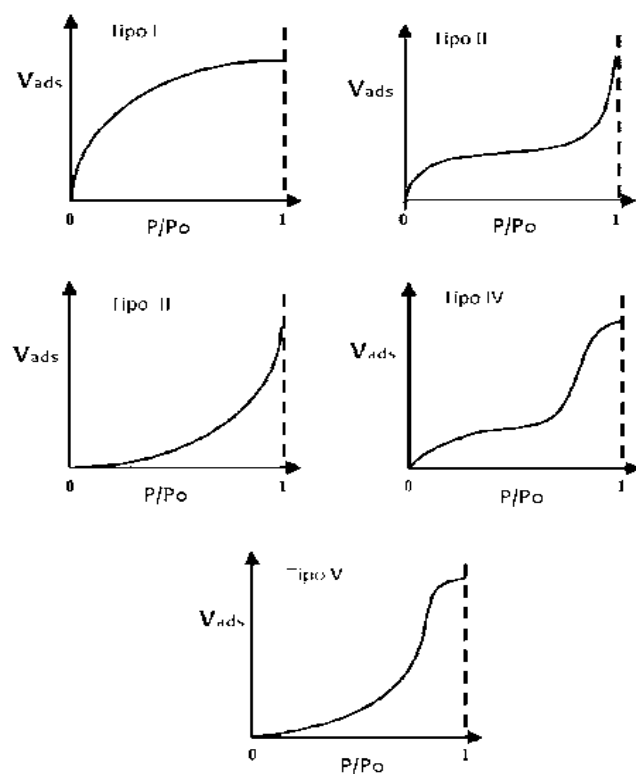 Tipo I
Vads
0
1
P/Po
Tipo II
Vads
0
1
P/Po
Tipo III
Vads
0
1
P/Po
Tipo IV
Vads
0
1
P/Po
Tipo V
Vads
0
1
P/Po